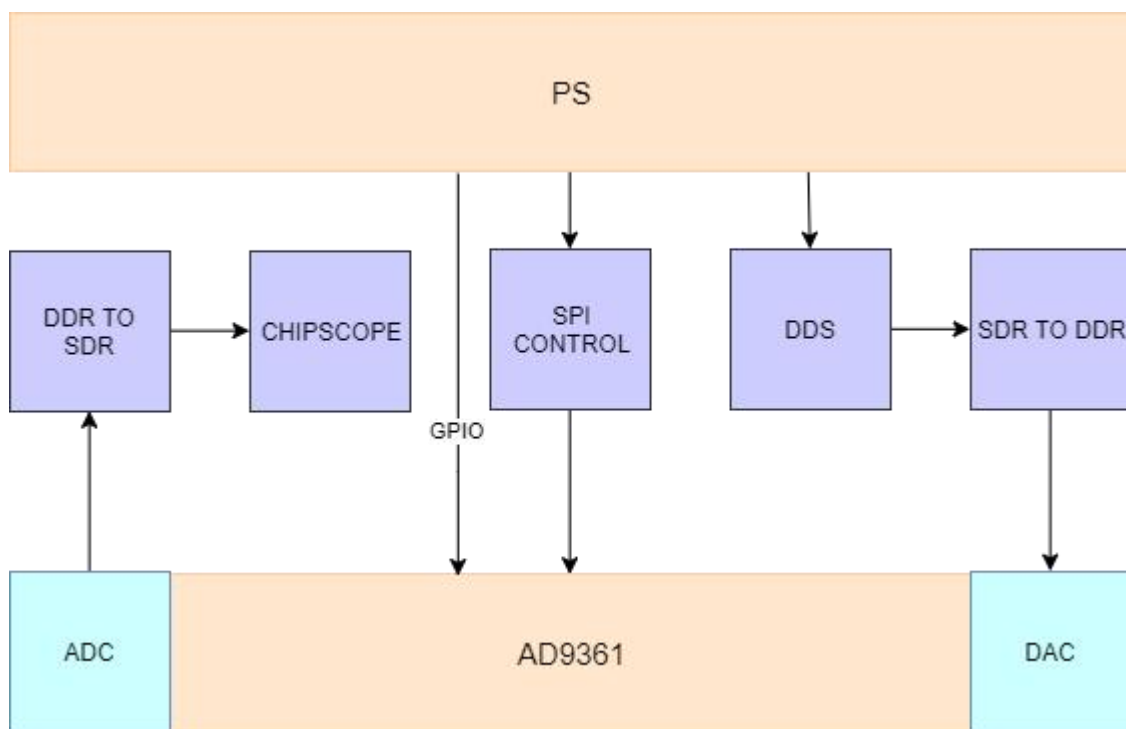 PS
DDR TO
SDR
CHIPSCOPE
SPI
CONTROL
DDS
SDR TO DDR
GPIO
ADC
AD9361
DAC